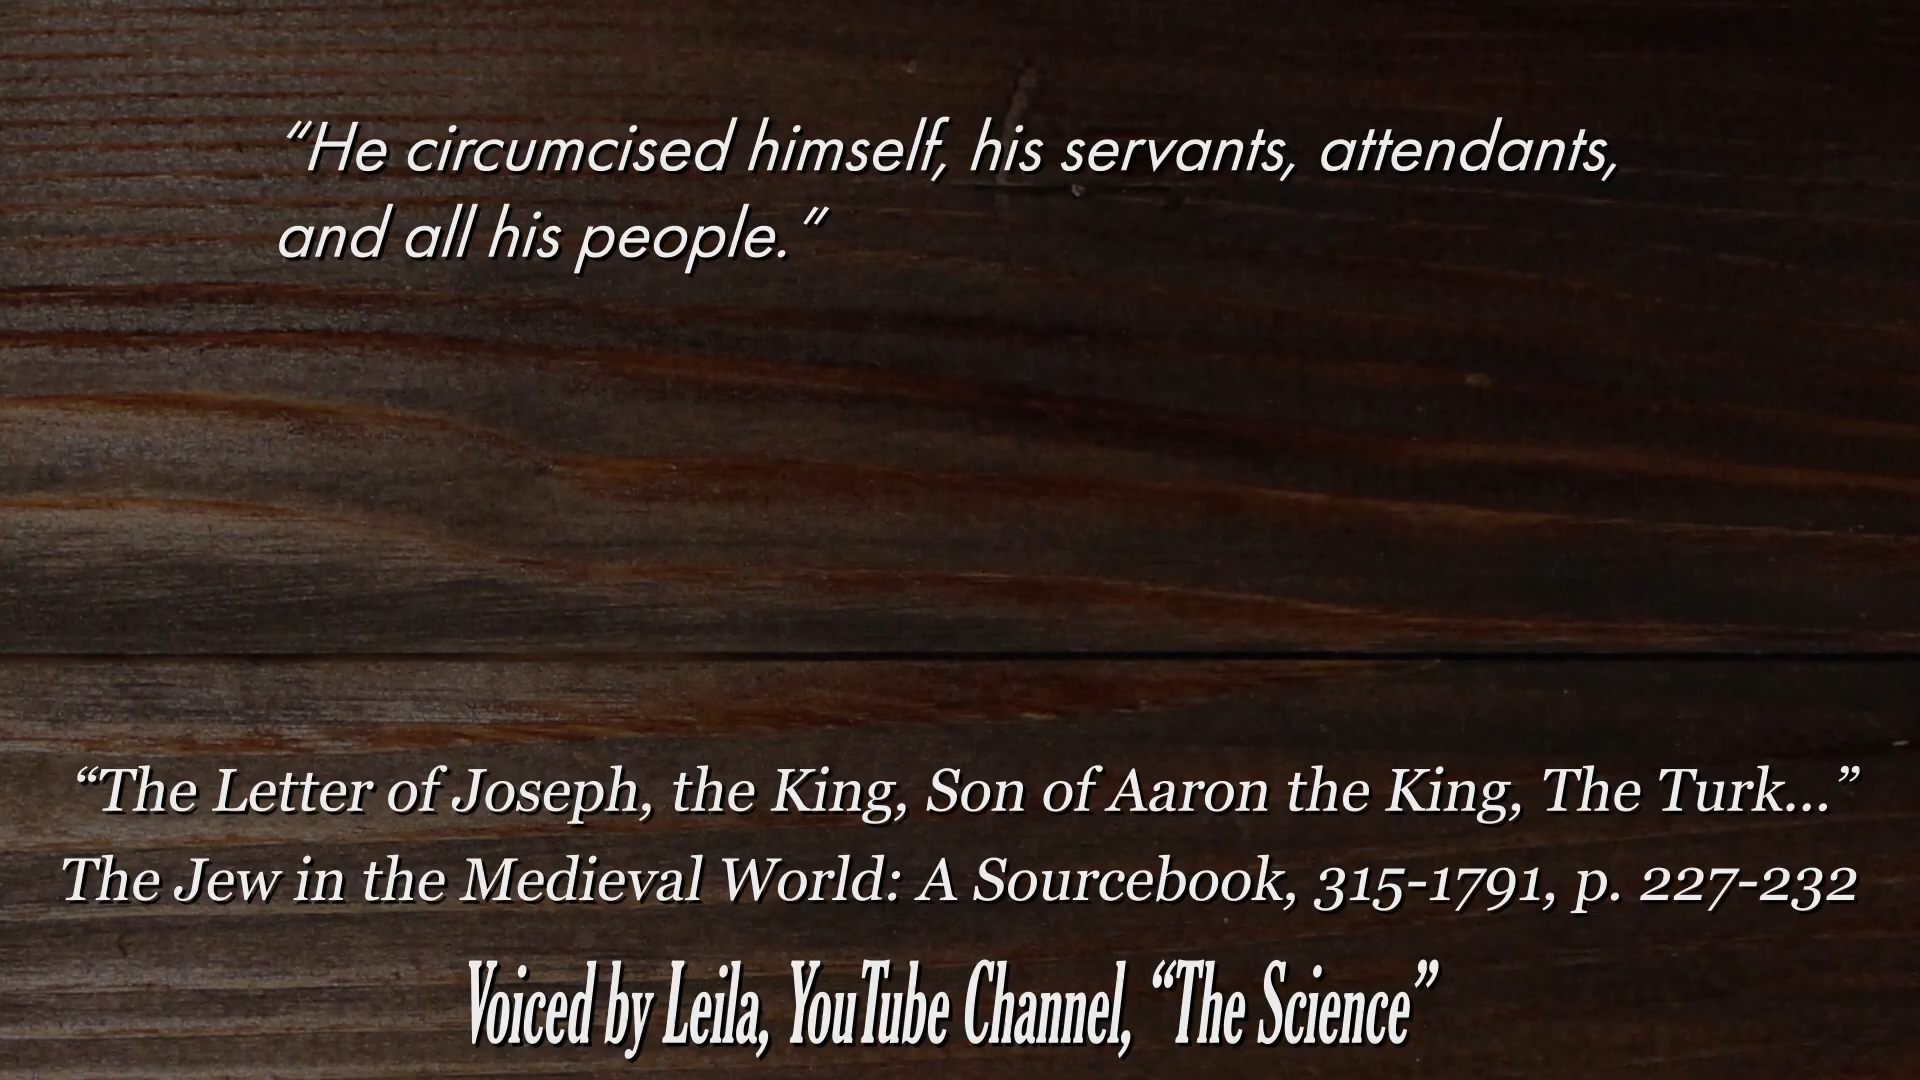 “He circumcised himself, his servants, attendants,
and all his people.”
“The Letter of Joseph, the King, Son of Aaron the King, The Turk...”
The Jew in the Medieval World: A Sourcebook, 315-1791, p. 227-232
Voiced by Leila, YouTube Channel, “The Science”